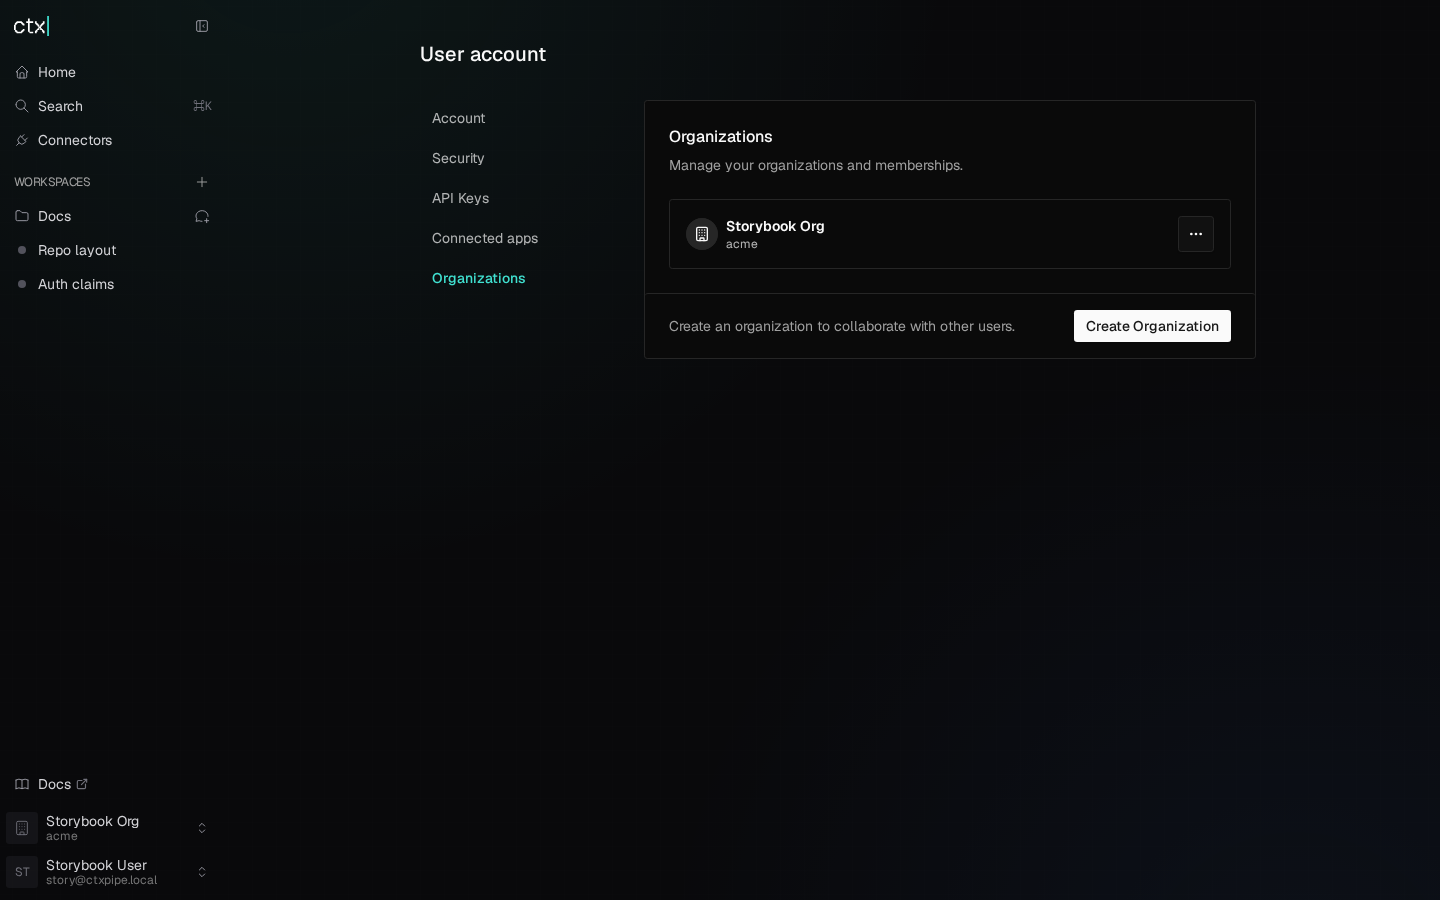 ctx
Home
Search ⌘K
Connectors
WORKSPACES
Docs
Repo layout
Auth claims
Docs
Storybook Org
acme
ST
Storybook User
story@ctxpipe.local
User account
Account
Security
API Keys
Connected apps
Organizations
Organizations
Manage your organizations and memberships.
Storybook Org
acme
Create an organization to collaborate with other users.
Create Organization